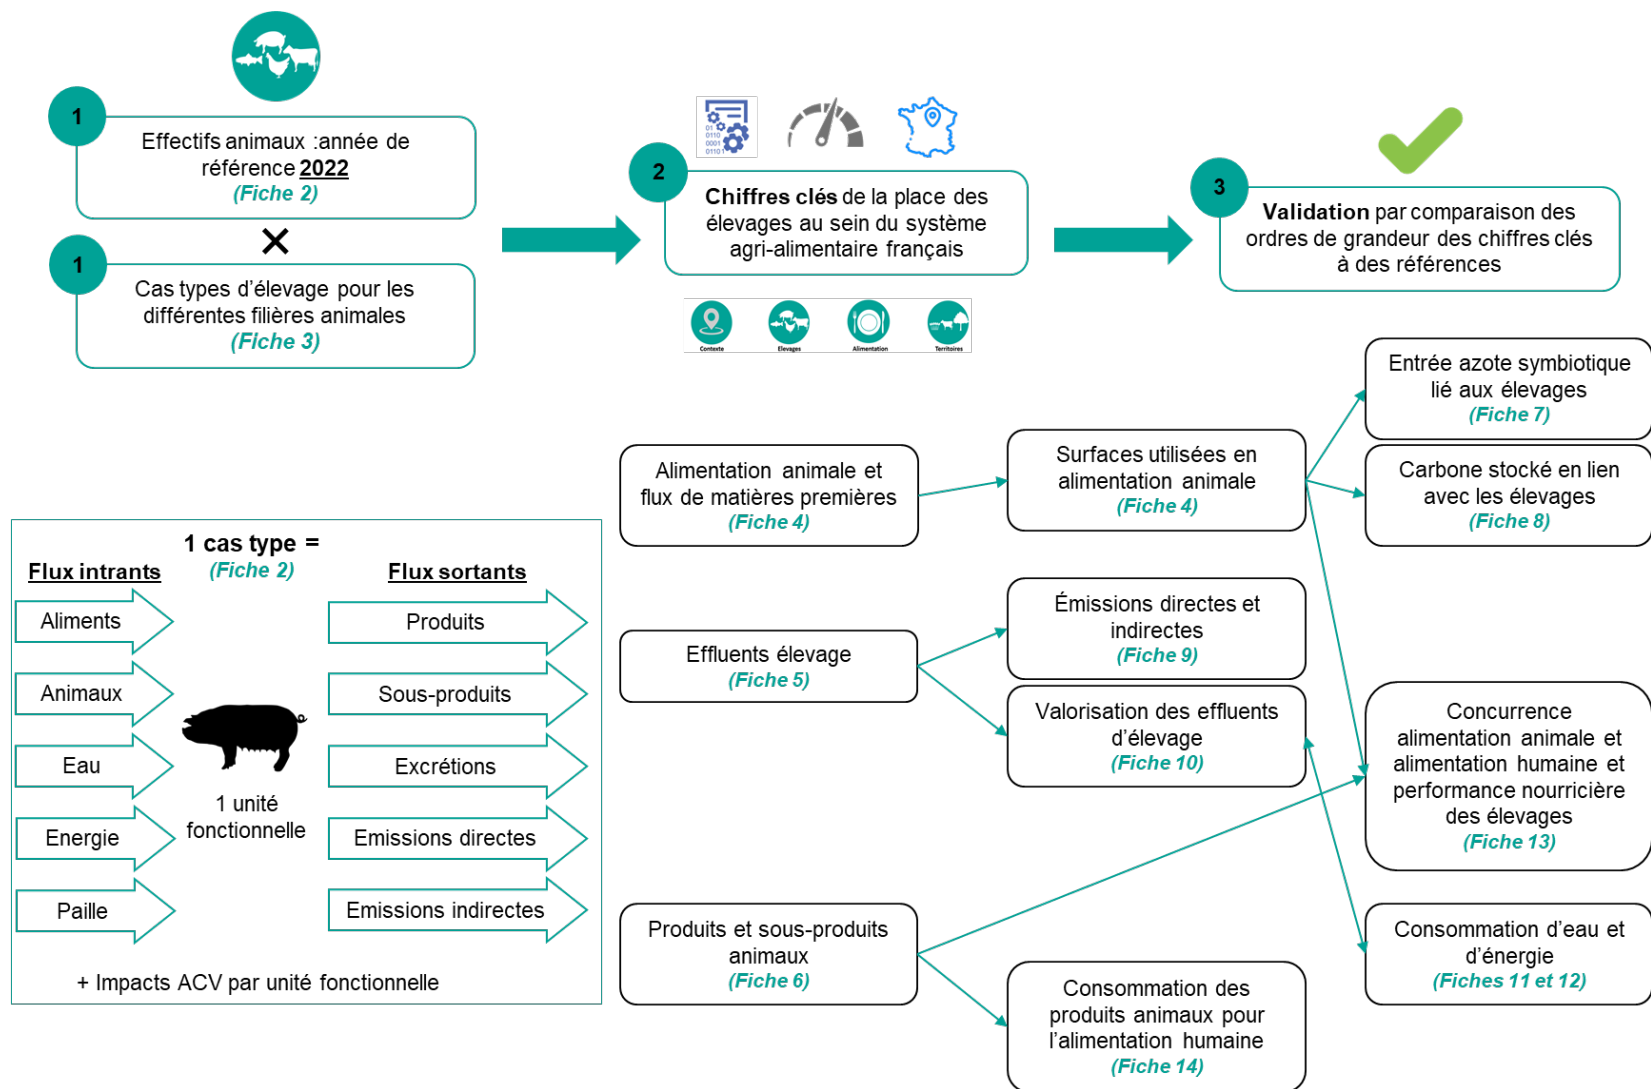 1
Effectifs animaux :année de
référence 2022
(Fiche 2)
1
Cas types d’élevage pour les
différentes filières animales
(Fiche 3)
01
0110
0001
01101
2
Chiffres clés de la place des
élevages au sein du système
agri-alimentaire français
Contexte
Elevages
Alimentation
Territoires
3
Validation par comparaison des
ordres de grandeur des chiffres clés
à des références
1 cas type =
(Fiche 2)
Flux intrants
Flux sortants
Aliments
Animaux
Eau
Energie
Paille
1 unité
fonctionnelle
Produits
Sous-produits
Excrétions
Emissions directes
Emissions indirectes
+ Impacts ACV par unité fonctionnelle
Alimentation animale et
flux de matières premières
(Fiche 4)
Surfaces utilisées en
alimentation animale
(Fiche 4)
Entrée azote symbiotique
lié aux élevages
(Fiche 7)
Carbone stocké en lien
avec les élevages
(Fiche 8)
Effluents élevage
(Fiche 5)
Émissions directes et
indirectes
(Fiche 9)
Valorisation des effluents
d’élevage
(Fiche 10)
Concurrence
alimentation animale et
alimentation humaine et
performance nourricière
des élevages
(Fiche 13)
Produits et sous-produits
animaux
(Fiche 6)
Consommation des
produits animaux pour
l’alimentation humaine
(Fiche 14)
Consommation d’eau et
d’énergie
(Fiches 11 et 12)